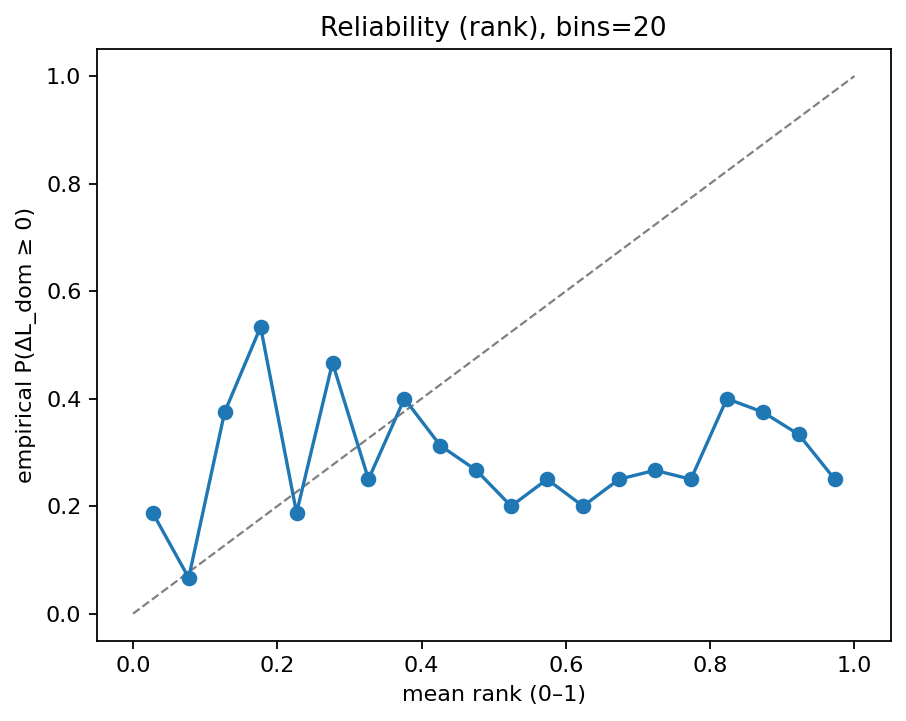 Reliability (rank), bins=20
empirical P(ΔL_dom ≥ 0)
1.0
0.8
0.6
0.4
0.2
0.0
0.0 0.2 0.4 0.6 0.8 1.0
mean rank (0–1)